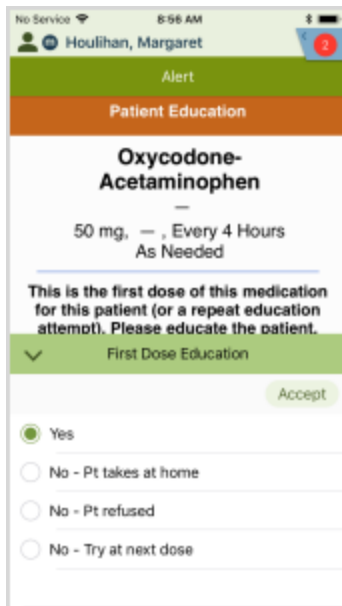 No Service 8:56 AM
Houlihan, Margaret
2
Alert
Patient Education
Oxycodone-
Acetaminophen
—
50 mg, — , Every 4 Hours
As Needed
This is the first dose of this medication
for this patient (or a repeat education
attempt). Please educate the patient.
First Dose Education
Accept
Yes
No - Pt takes at home
No - Pt refused
No - Try at next dose